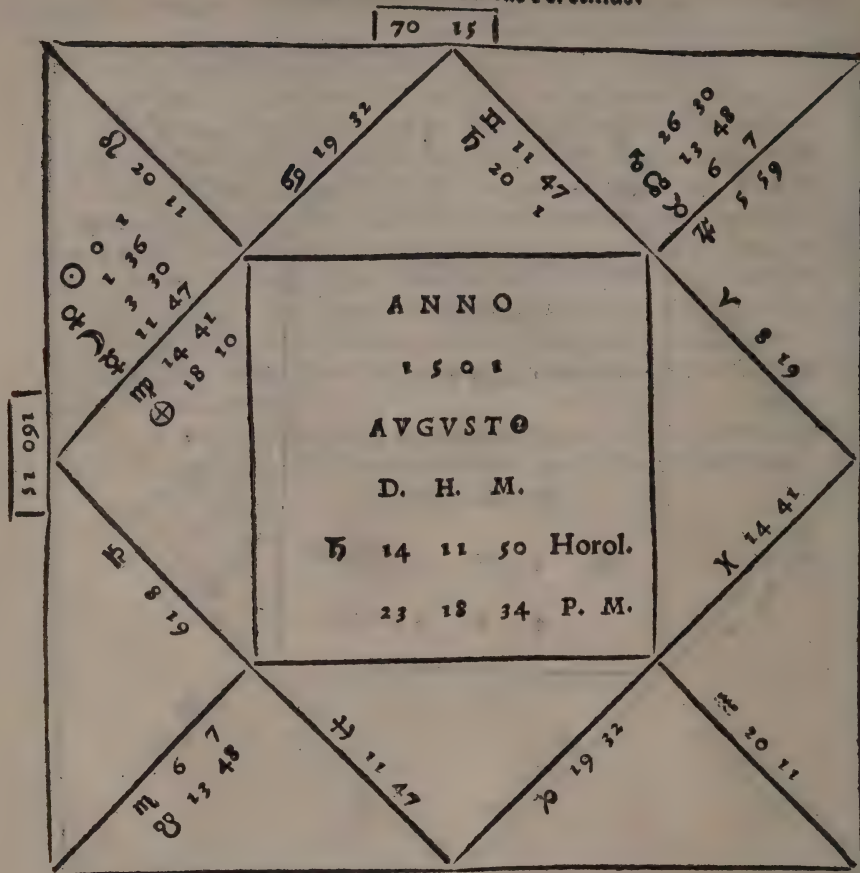 70 15
♌ 20 11
♋ 19 32
♊ 11 47
♄ 20 1
♂ 26 30
☊ 13 48
♉ 6 7
♃ 5 59
☉ 0 1
♀ 1 36
☽ 3 30
☿ 11 47
♍ 14 41
⊕ 18 10
♈ 8 19
ANNO
1501
AVGVSTO
D. H. M.
♄ 14 11 50 Horol.
23 18 34 P. M.
160 15
♎ 8 19
♓ 14 41
♏ 6 7
☋ 13 48
♐ 11 47
♑ 19 32
♒ 20 11